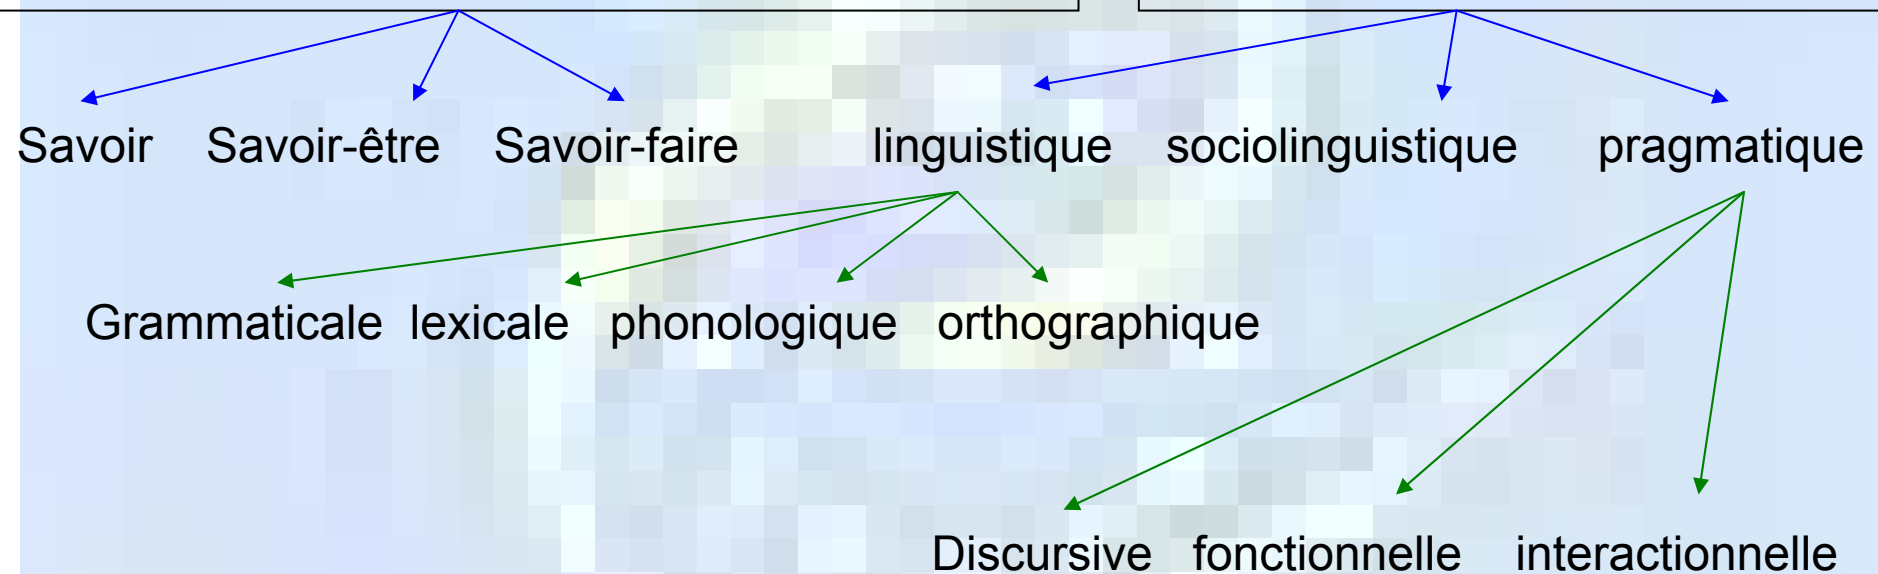 Savoir Savoir-être Savoir-faire linguistique sociolinguistique pragmatique
Grammaticale lexicale phonologique orthographique
Discursive fonctionnelle interactionnelle